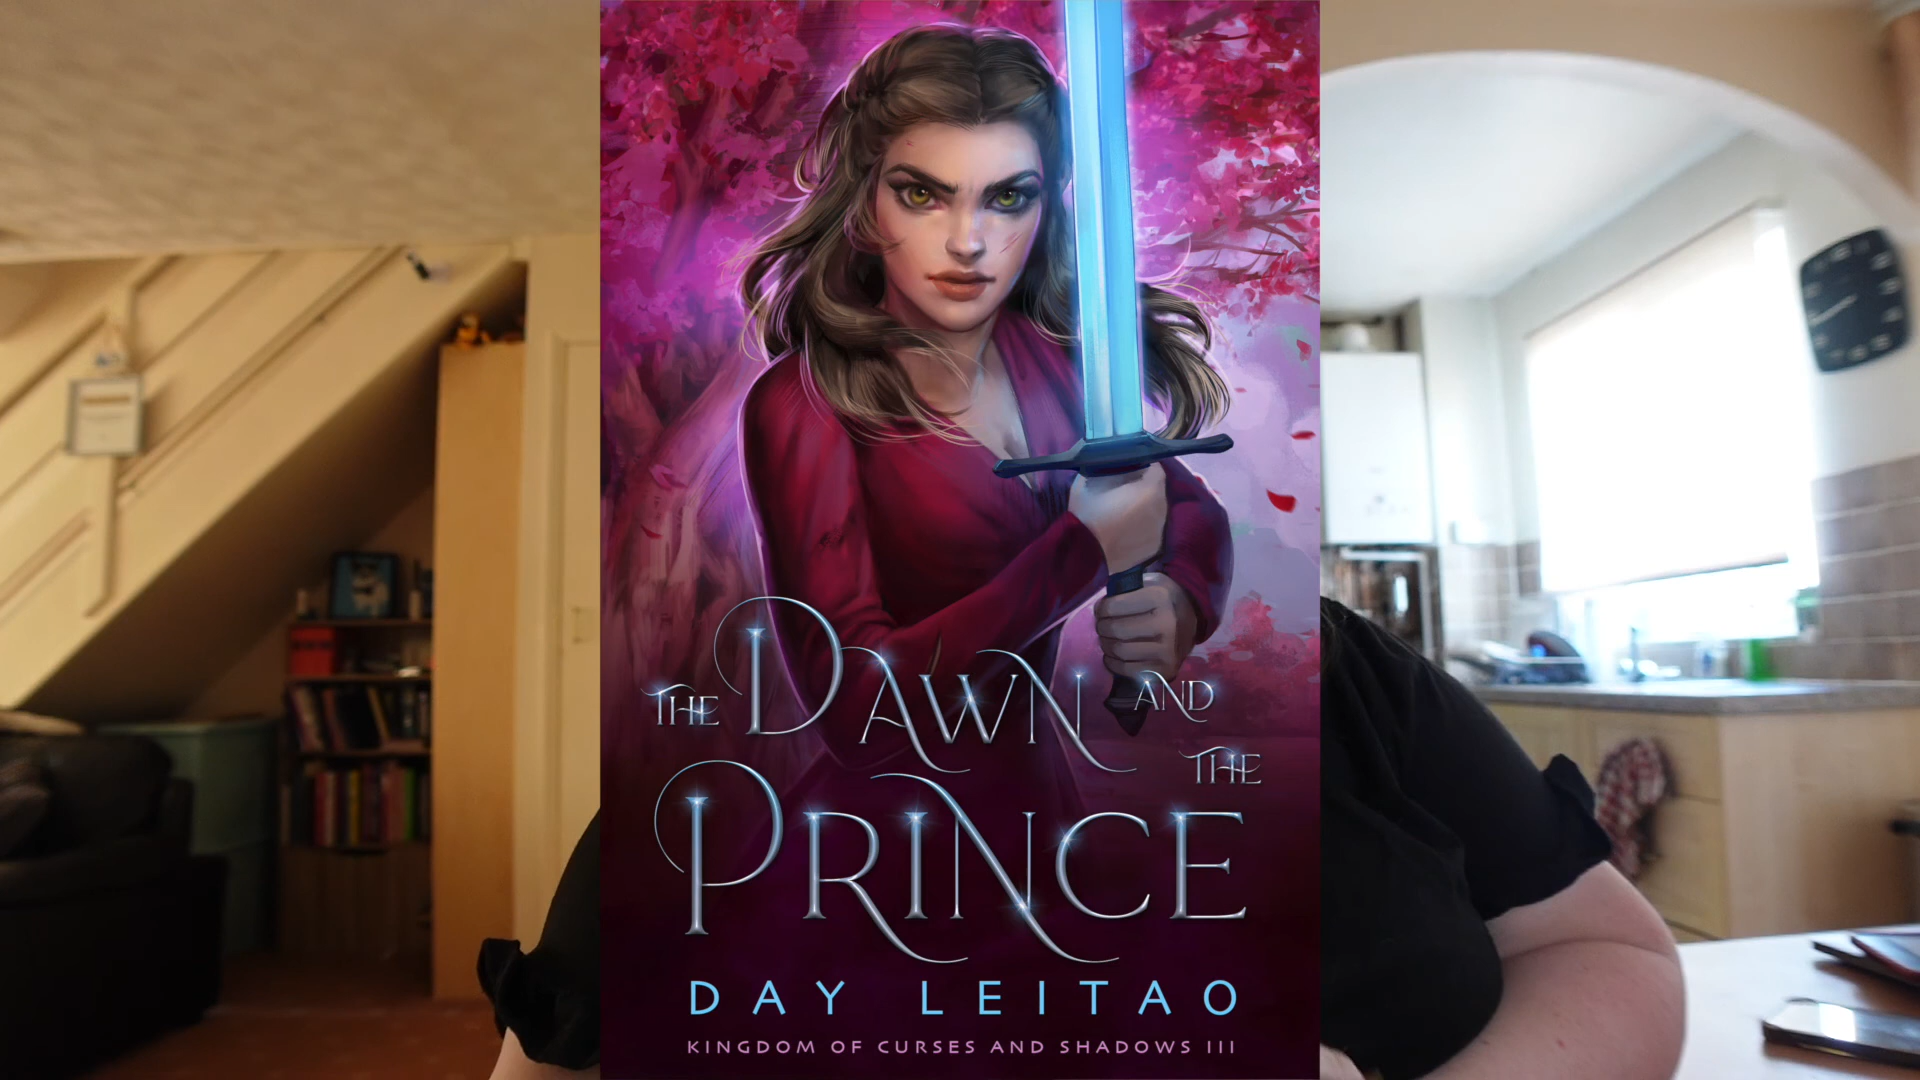 THE DAWN AND
THE
PRINCE
DAY LEITAO
KINGDOM OF CURSES AND SHADOWS III